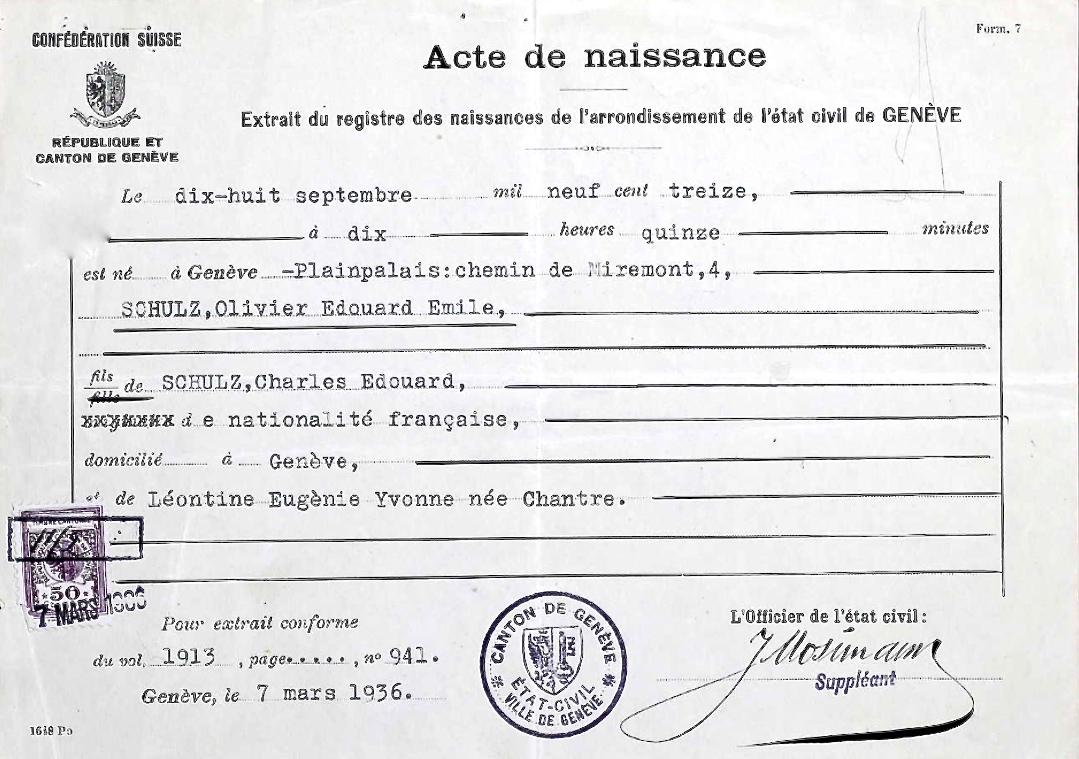 Form. 7
CONFÉDÉRATION SUISSE
RÉPUBLIQUE ET
CANTON DE GENÈVE
Acte de naissance
Extrait du registre des naissances de l'arrondissement de l'état civil de GENÈVE
Le dix-huit septembre mil neuf cent treize,
à dix heures quinze minutes
est né à Genève -Plainpalais:chemin de Miremont,4,
SCHULZ,Olivier Edouard Emile,
fils
fille
de SCHULZ,Charles Edouard,
d e nationalité française,
domicilié à Genève,
et de Léontine Eugènie Yvonne née Chantre.
50
7 MARS
Pour extrait conforme
du vol. 1913 , page..... , nº 941.
Genève, le 7 mars 1936.
CANTON DE GENÈVE
ÉTAT-CIVIL
VILLE DE GENÈVE
L'Officier de l'état civil:
J Mosimann
Suppléant